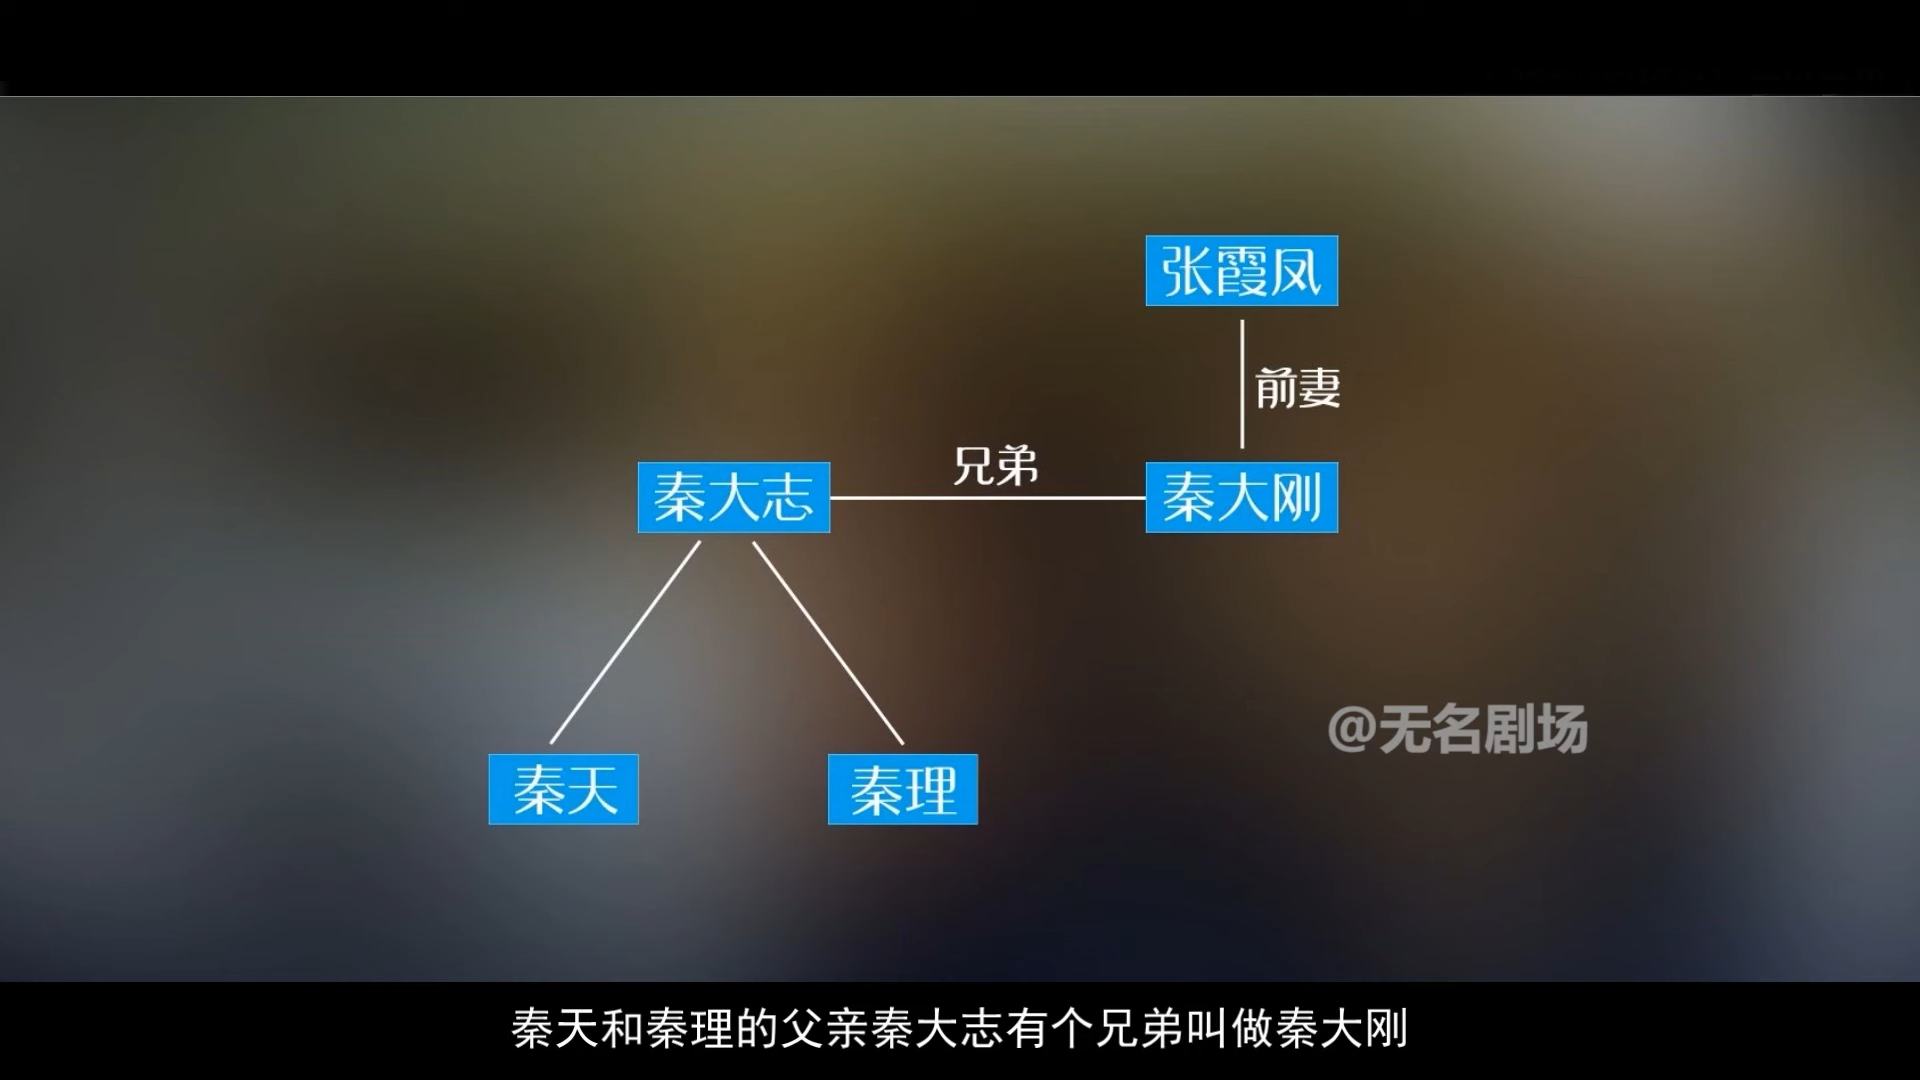 张霞凤
前妻
兄弟
秦大志
秦大刚
@无名剧场
秦天
秦理
秦天和秦理的父亲秦大志有个兄弟叫做秦大刚